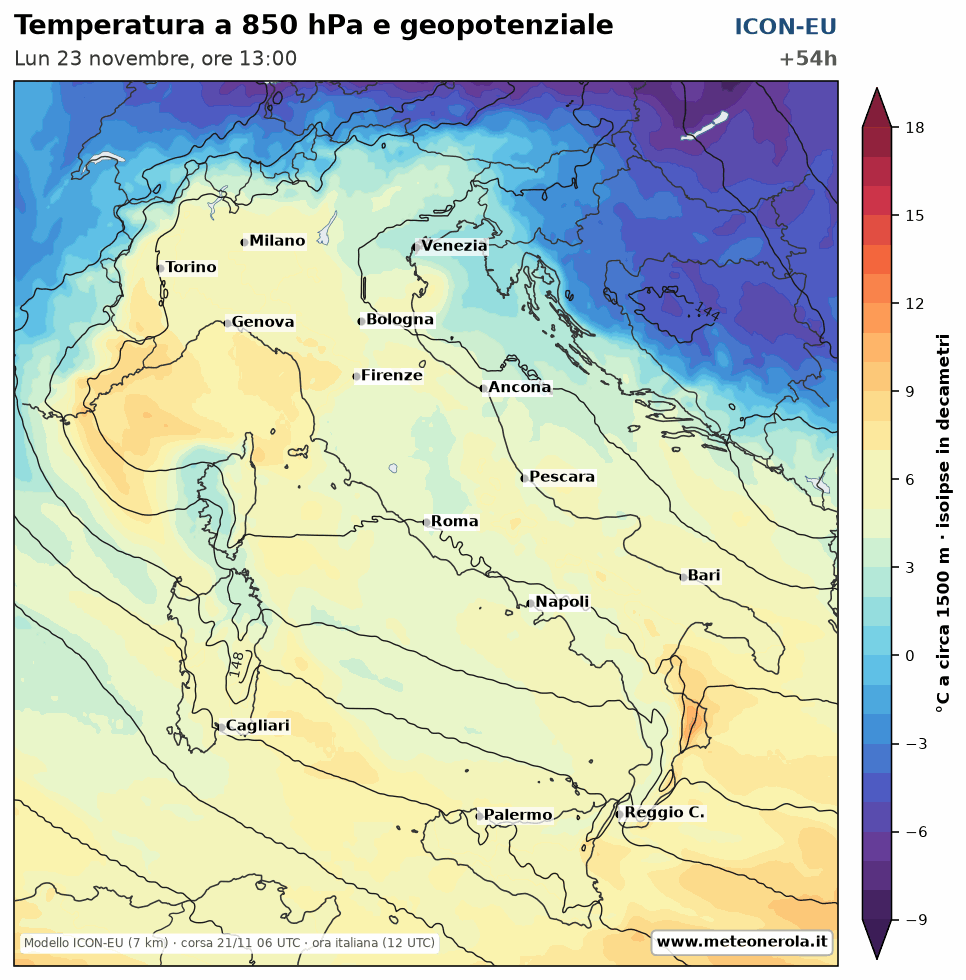 Temperatura a 850 hPa e geopotenziale
ICON-EU
Lun 23 novembre, ore 13:00
+54h
Milano
Venezia
Torino
Genova
Bologna
144
Firenze
Ancona
Pescara
Roma
Bari
Napoli
148
Cagliari
Palermo
Reggio C.
Modello ICON-EU (7 km) · corsa 21/11 06 UTC · ora italiana (12 UTC)
www.meteonerola.it
18
15
12
9
6
3
0
−3
−6
−9
°C a circa 1500 m · isoipse in decametri